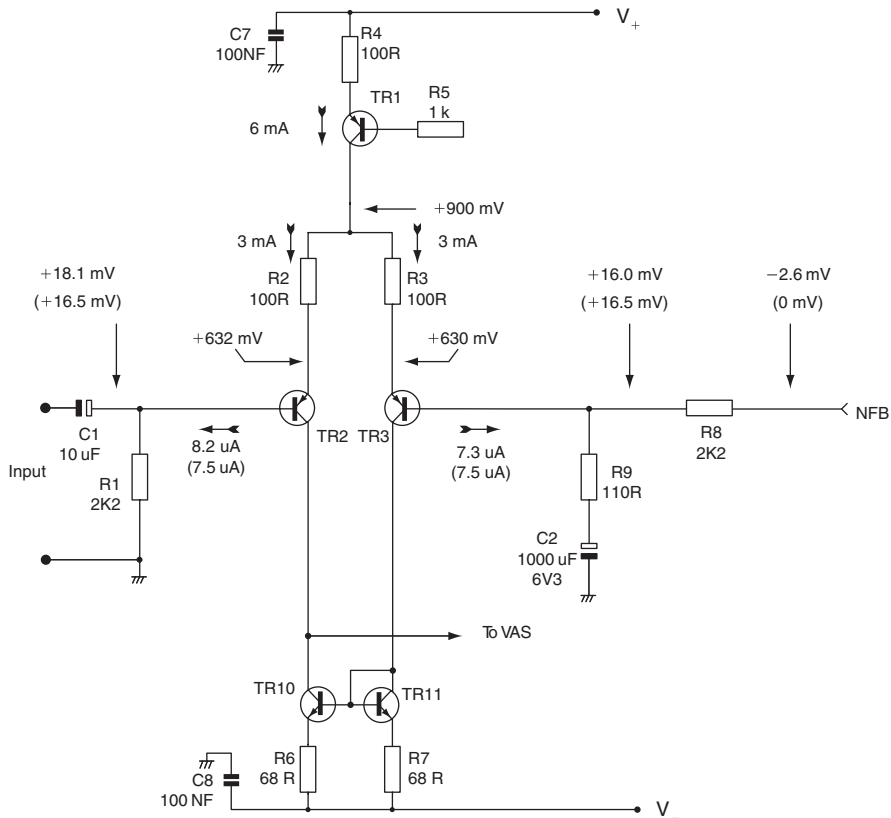 V+
C7
100NF
R4
100R
TR1
R5
1 k
6 mA
+900 mV
3 mA
3 mA
R2
100R
R3
100R
+18.1 mV
(+16.5 mV)
+16.0 mV
(+16.5 mV)
−2.6 mV
(0 mV)
+632 mV
+630 mV
C1
10 uF
Input
R1
2K2
8.2 uA
(7.5 uA)
TR2
TR3
7.3 uA
(7.5 uA)
R8
2K2
NFB
R9
110R
C2
1000 uF
6V3
To VAS
TR10
TR11
R6
68 R
R7
68 R
C8
100 NF
V−